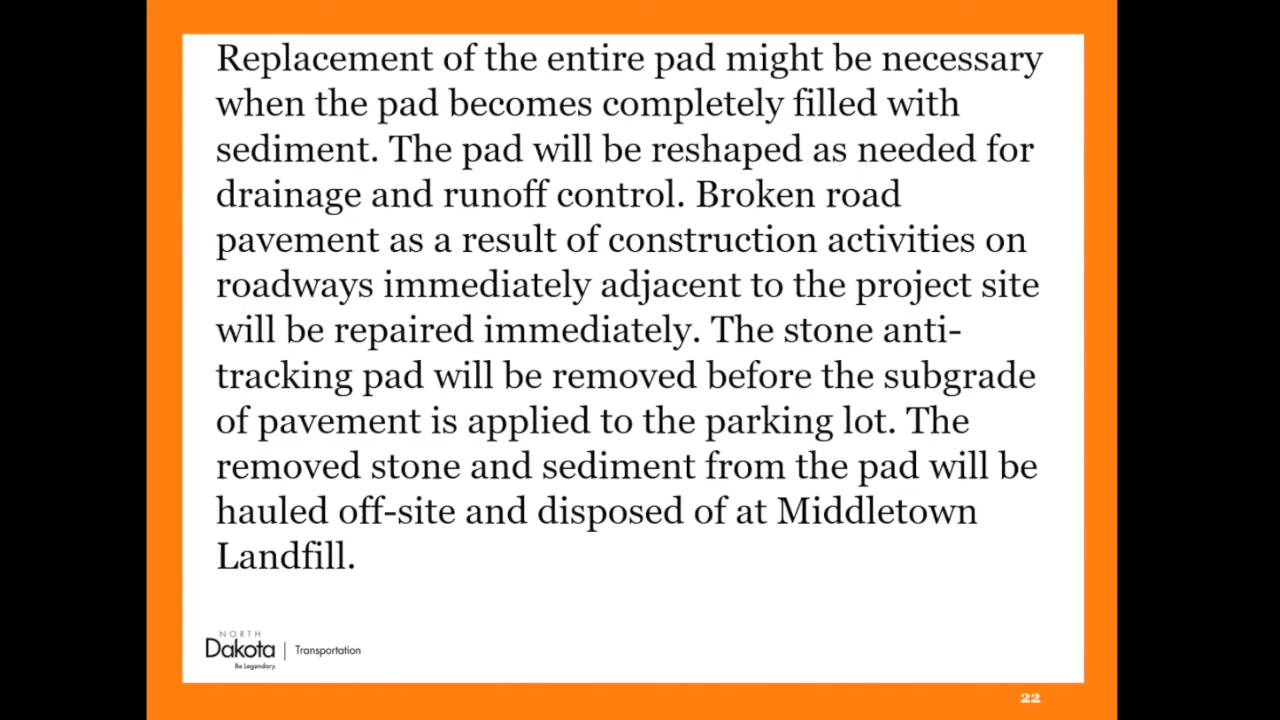 Replacement of the entire pad might be necessary
when the pad becomes completely filled with
sediment. The pad will be reshaped as needed for
drainage and runoff control. Broken road
pavement as a result of construction activities on
roadways immediately adjacent to the project site
will be repaired immediately. The stone anti-
tracking pad will be removed before the subgrade
of pavement is applied to the parking lot. The
removed stone and sediment from the pad will be
hauled off-site and disposed of at Middletown
Landfill.
NORTH
Dakota | Transportation
Be Legendary.
22